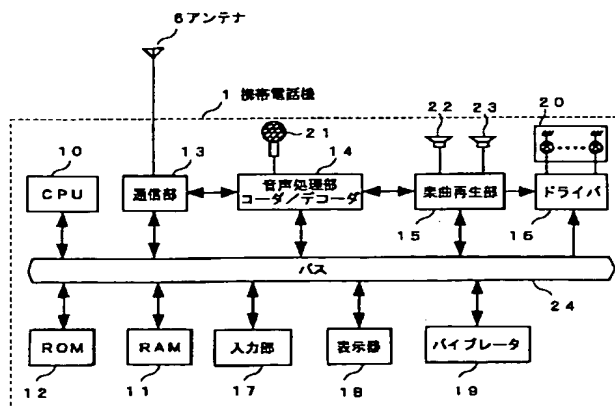 6アンテナ
1 携帯電話機
10
13
21
14
22
23
20
CPU
通信部
音声処理部
コーダ/デコーダ
楽曲再生部
ドライバ
15
16
バス
24
ROM
RAM
入力部
表示器
バイブレータ
12
11
17
18
19